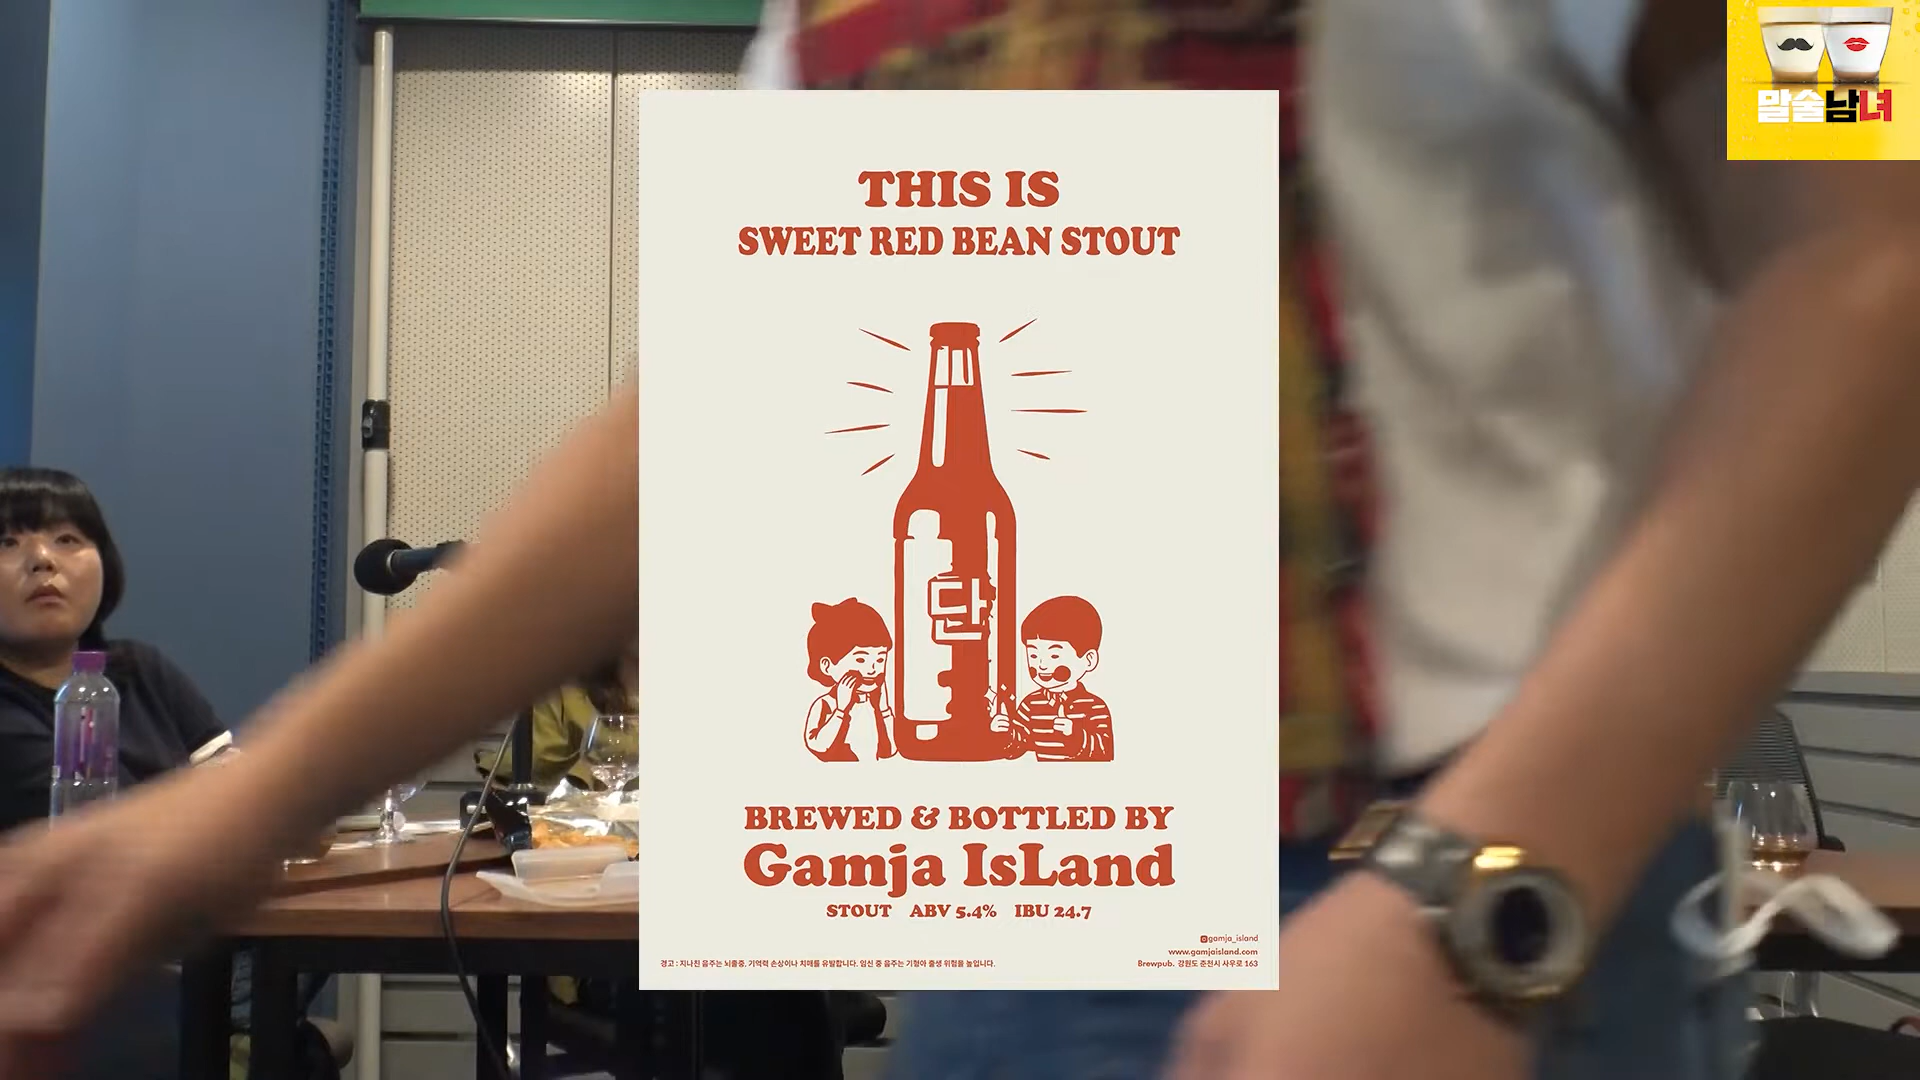 말술남녀
THIS IS
SWEET RED BEAN STOUT
단
BREWED & BOTTLED BY
Gamja IsLand
STOUT ABV 5.4% IBU 24.7
gamja_island
www.gamjaisland.com
경고 : 지나친 음주는 뇌졸중, 기억력 손상이나 치매를 유발합니다. 임신 중 음주는 기형아 출생 위험을 높입니다.
Brewpub. 강원도 춘천시 사우로 163